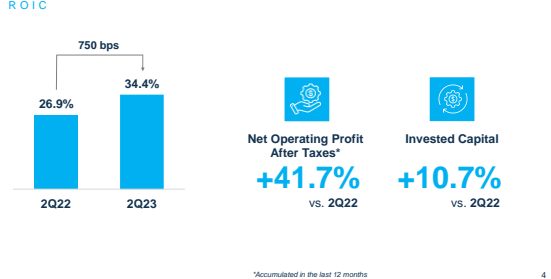 ROIC
750 bps
34.4%
26.9%
2Q22
2Q23
Net Operating Profit
After Taxes*
+41.7%
vs. 2Q22
Invested Capital
+10.7%
vs. 2Q22
*Accumulated in the last 12 months
4